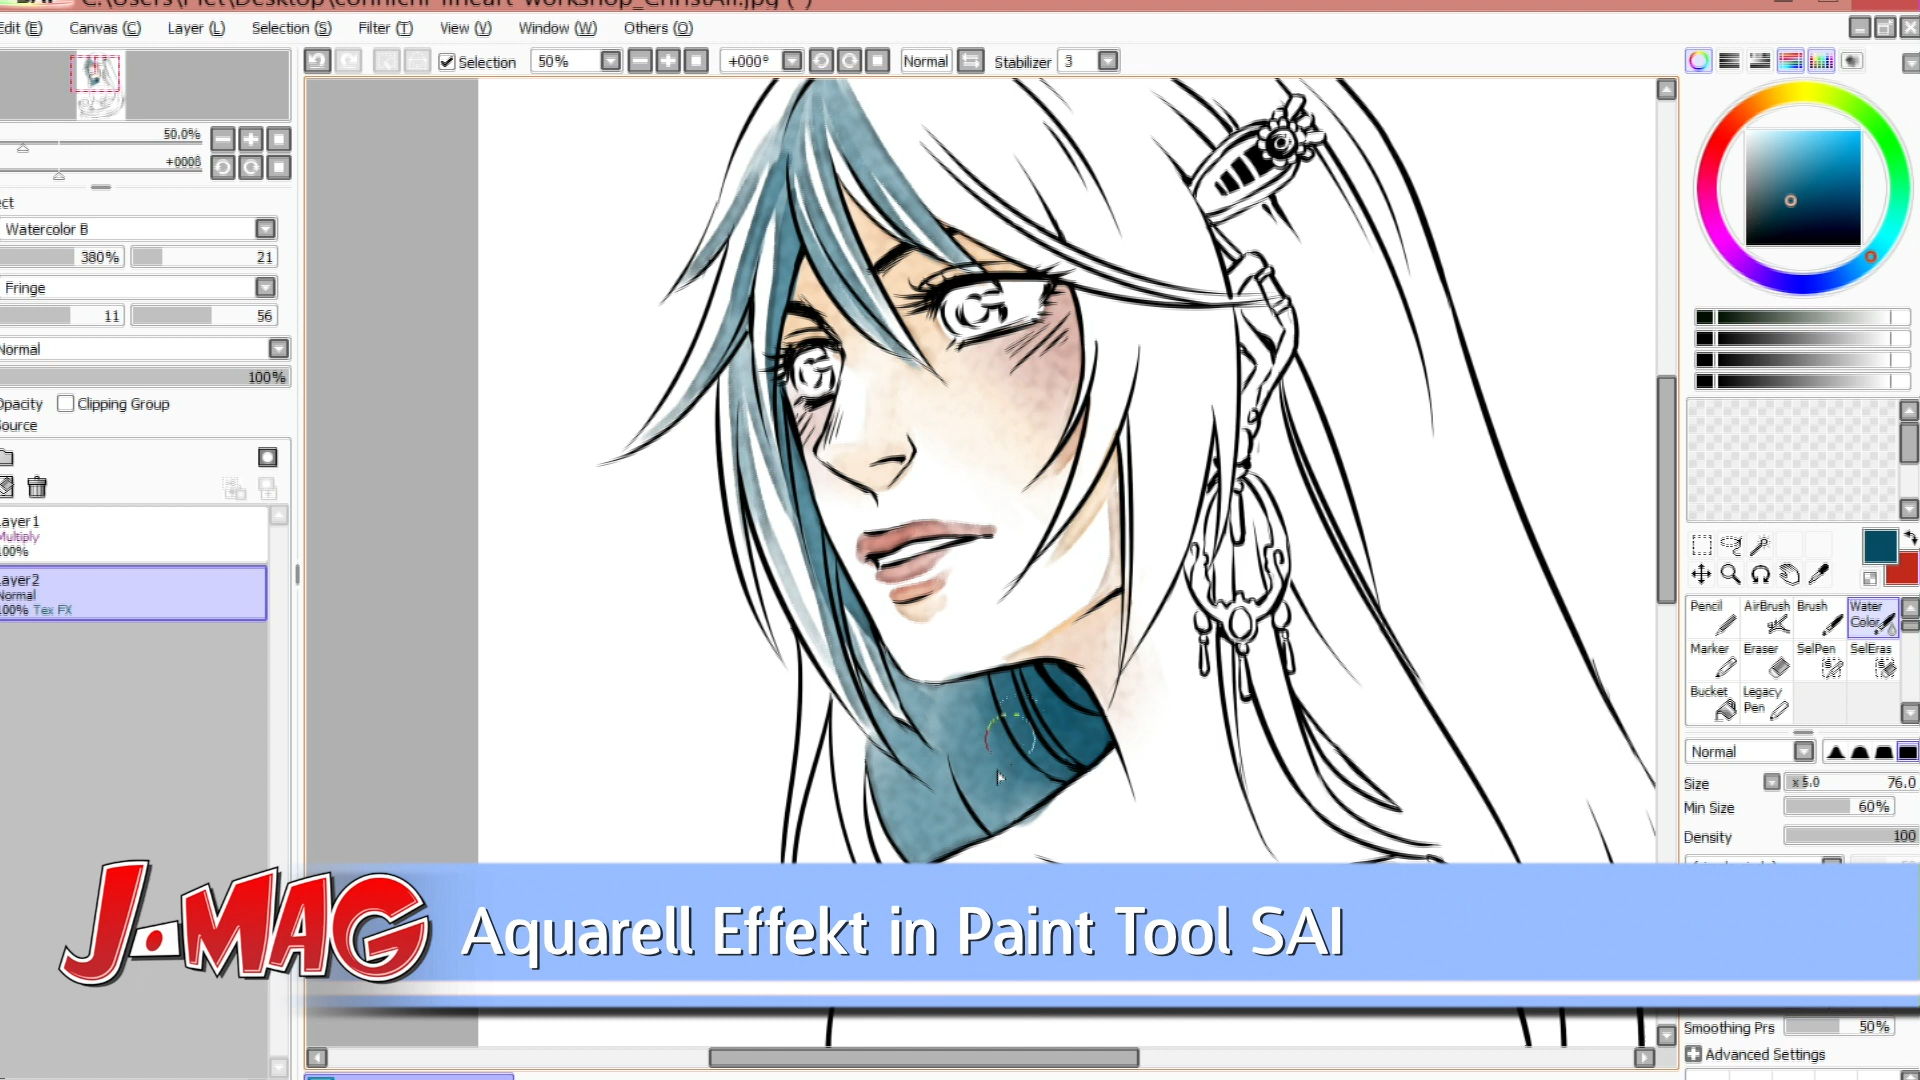 C:\Users\Piet\Desktop\connichi-lineart-workshop_ChristAll.jpg (*)
Edit (E) Canvas (C) Layer (L) Selection (S) Filter (T) View (V) Window (W) Others (O)
Selection 50% +000° Normal Stabilizer 3
50.0%
+000°
ect
Watercolor B
380% 21
Fringe
11 56
Normal
100%
Opacity Clipping Group
Source
Layer1
Multiply
100%
Layer2
Normal
100% Tex FX
Pencil AirBrush Brush Water Color
Marker Eraser SelPen SelEras
Bucket Legacy Pen
Normal
Size x 5.0 76.0
Min Size 60%
Density 100
J-MAG
Aquarell Effekt in Paint Tool SAI
Smoothing Prs 50%
Advanced Settings